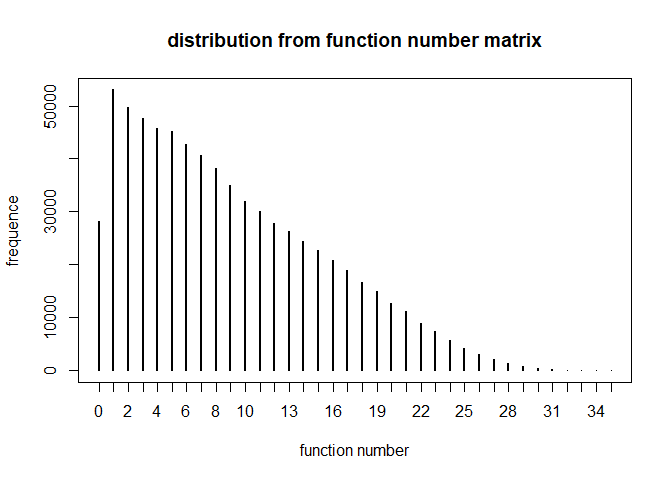 distribution from function number matrix
frequence
50000
30000
10000
0
0 2 4 6 8 10 13 16 19 22 25 28 31 34
function number